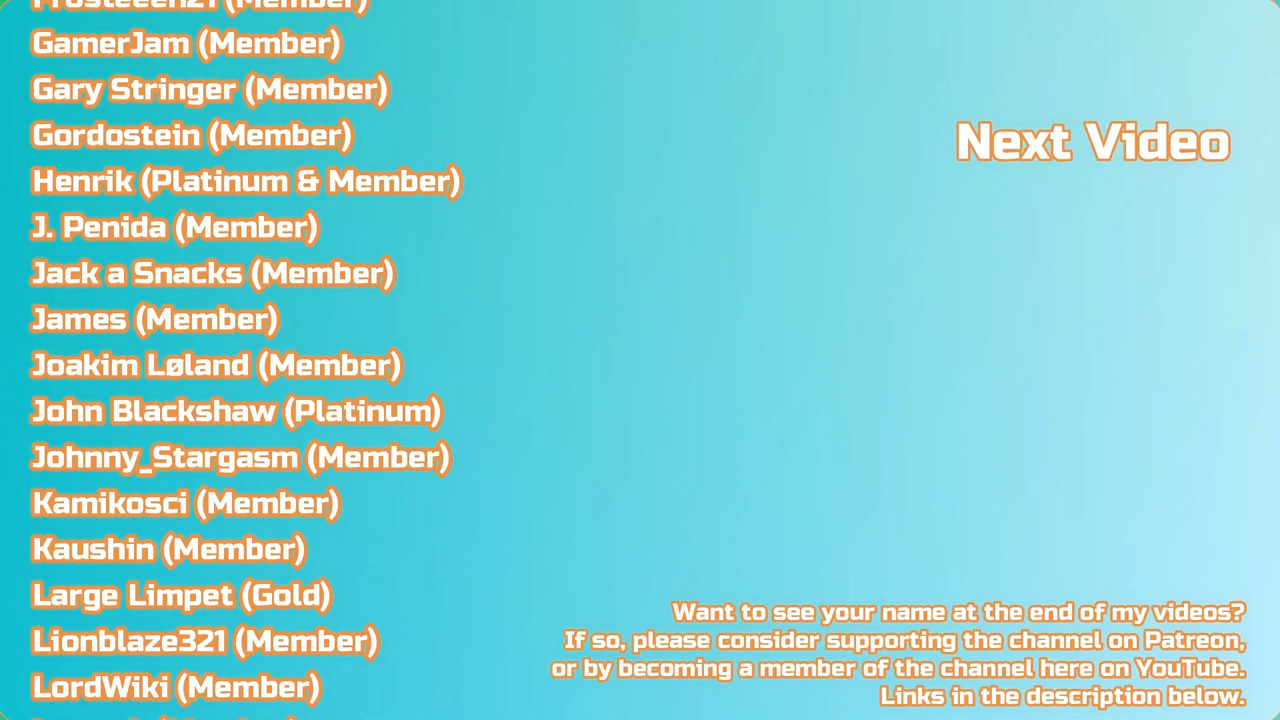 GamerJam (Member)
Gary Stringer (Member)
Gordostein (Member)
Henrik (Platinum & Member)
J. Penida (Member)
Jack a Snacks (Member)
James (Member)
Joakim Løland (Member)
John Blackshaw (Platinum)
Johnny_Stargasm (Member)
Kamikosci (Member)
Kaushin (Member)
Large Limpet (Gold)
Lionblaze321 (Member)
LordWiki (Member)
Next Video
Want to see your name at the end of my videos?
If so, please consider supporting the channel on Patreon,
or by becoming a member of the channel here on YouTube.
Links in the description below.